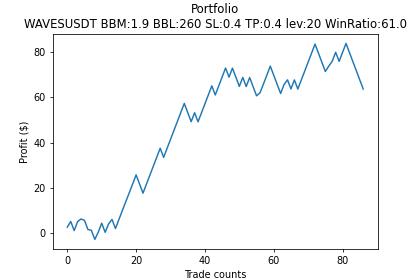 Portfolio
WAVESUSDT BBM:1.9 BBL:260 SL:0.4 TP:0.4 lev:20 WinRatio:61.0
80
60
40
20
0
Profit ($)
0 20 40 60 80
Trade counts